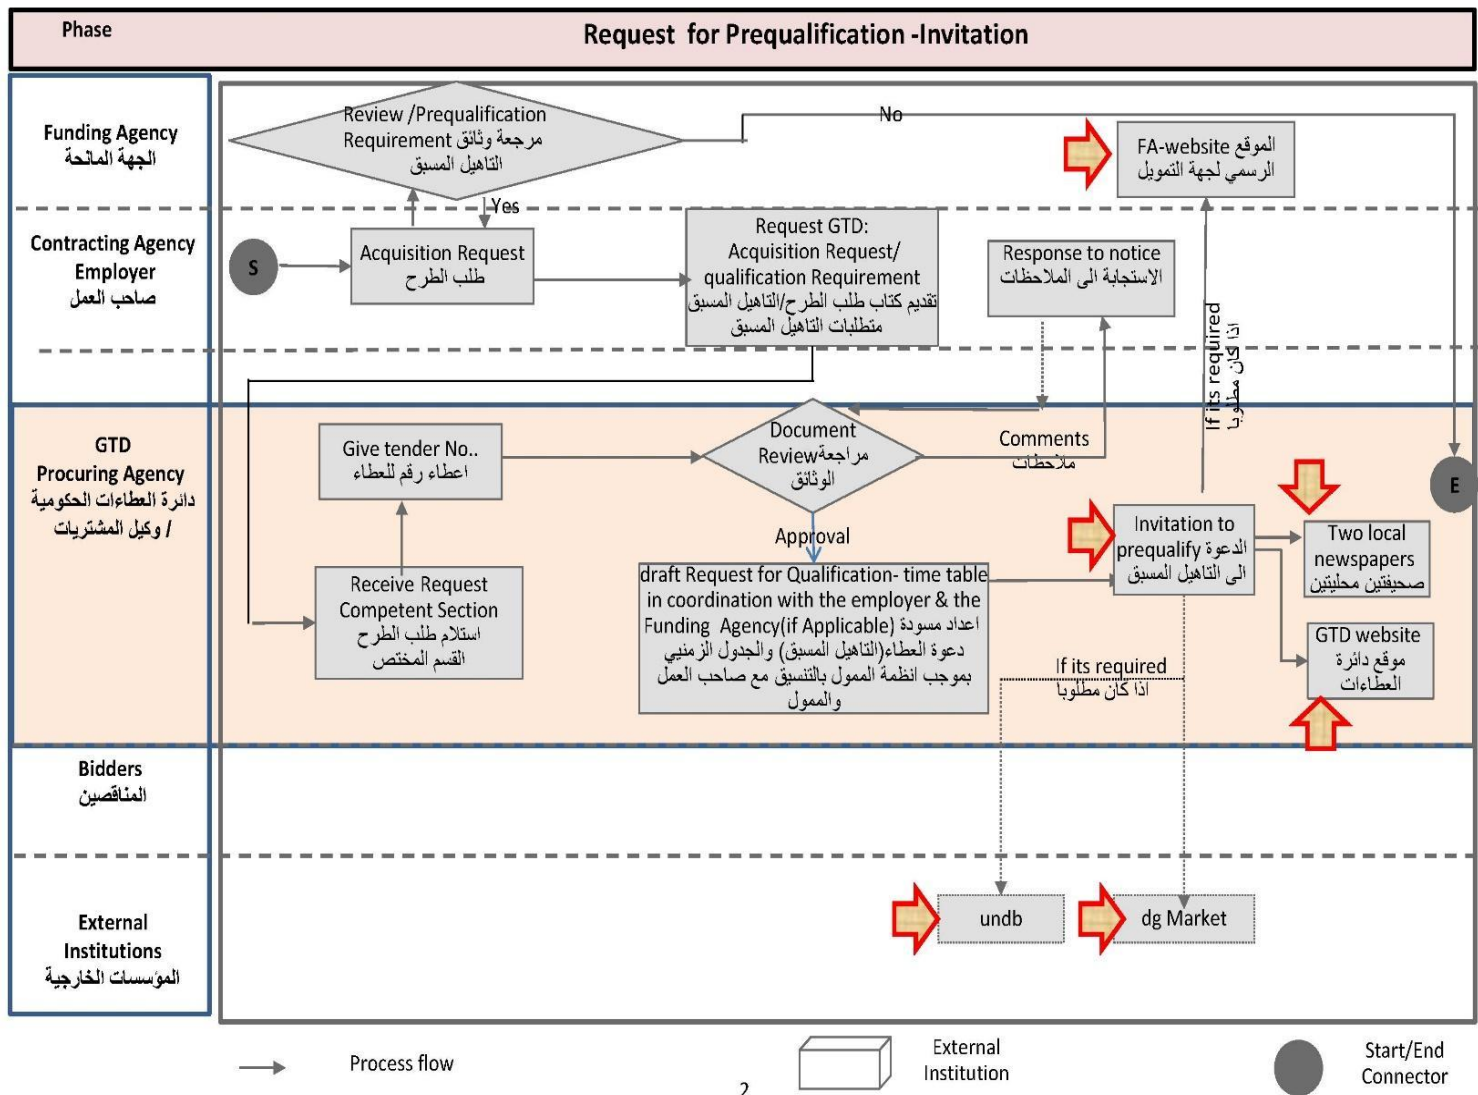 Phase
Request for Prequalification -Invitation
Funding Agency
الجهة المانحة
Review /Prequalification
Requirement مرجعة وثائق
التاهيل المسبق
No
FA-website الموقع
الرسمي لجهة التمويل
Yes
Contracting Agency
Employer
صاحب العمل
S
Acquisition Request
طلب الطرح
Request GTD:
Acquisition Request/
qualification Requirement
تقديم كتاب طلب الطرح/التاهيل المسبق
متطلبات التاهيل المسبق
Response to notice
الاستجابة الى الملاحظات
If its required
اذا كان مطلوبا
GTD
Procuring Agency
دائرة العطاءات الحكومية
/ وكيل المشتريات
Give tender No..
اعطاء رقم للعطاء
Document
Review مراجعة
الوثائق
Comments
ملاحظات
E
Approval
Invitation to
prequalify الدعوة
الى التاهيل المسبق
Two local
newspapers
صحيفتين محليتين
Receive Request
Competent Section
استلام طلب الطرح
القسم المختص
draft Request for Qualification- time table
in coordination with the employer & the
Funding Agency(if Applicable) اعداد مسودة
دعوة العطاء(التاهيل المسبق) والجدول الزمنيي
بموجب انظمة الممول بالتنسيق مع صاحب العمل
والممول
GTD website
موقع دائرة
العطاءات
If its required
اذا كان مطلوبا
Bidders
المناقصين
External
Institutions
المؤسسات الخارجية
undb
dg Market
Process flow
External
Institution
Start/End
Connector
2